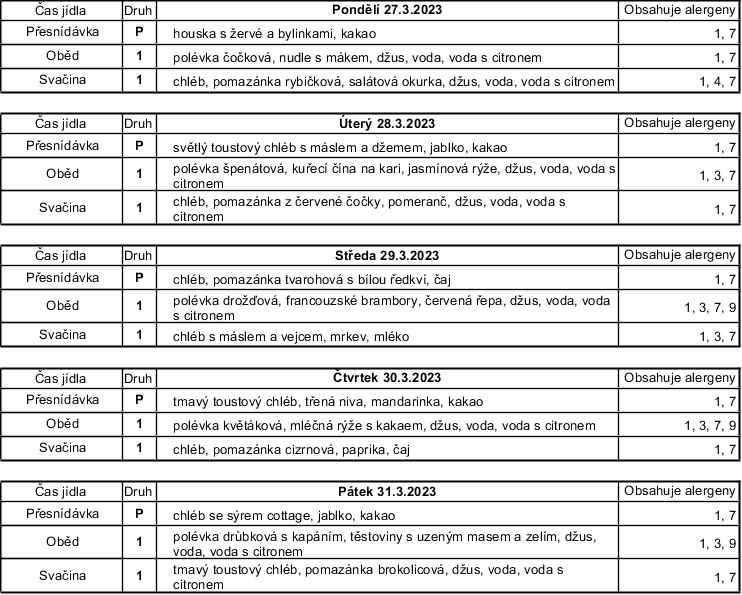 Čas jídla Druh Pondělí 27.3.2023 Obsahuje alergeny
Přesnídávka P houska s žervé a bylinkami, kakao 1, 7
Oběd 1 polévka čočková, nudle s mákem, džus, voda, voda s citronem 1, 7
Svačina 1 chléb, pomazánka rybičková, salátová okurka, džus, voda, voda s citronem 1, 4, 7
Čas jídla Druh Úterý 28.3.2023 Obsahuje alergeny
Přesnídávka P světlý toustový chléb s máslem a džemem, jablko, kakao 1, 7
Oběd 1 polévka špenátová, kuřecí čína na kari, jasmínová rýže, džus, voda, voda s
citronem 1, 3, 7
Svačina 1 chléb, pomazánka z červené čočky, pomeranč, džus, voda, voda s
citronem 1, 7
Čas jídla Druh Středa 29.3.2023 Obsahuje alergeny
Přesnídávka P chléb, pomazánka tvarohová s bílou ředkví, čaj 1, 7
Oběd 1 polévka drožďová, francouzské brambory, červená řepa, džus, voda, voda
s citronem 1, 3, 7, 9
Svačina 1 chléb s máslem a vejcem, mrkev, mléko 1, 3, 7
Čas jídla Druh Čtvrtek 30.3.2023 Obsahuje alergeny
Přesnídávka P tmavý toustový chléb, třená niva, mandarinka, kakao 1, 7
Oběd 1 polévka květáková, mléčná rýže s kakaem, džus, voda, voda s citronem 1, 3, 7, 9
Svačina 1 chléb, pomazánka cizrnová, paprika, čaj 1, 7
Čas jídla Druh Pátek 31.3.2023 Obsahuje alergeny
Přesnídávka P chléb se sýrem cottage, jablko, kakao 1, 7
Oběd 1 polévka drůbková s kapáním, těstoviny s uzeným masem a zelím, džus,
voda, voda s citronem 1, 3, 9
Svačina 1 tmavý toustový chléb, pomazánka brokolicová, džus, voda, voda s
citronem 1, 7